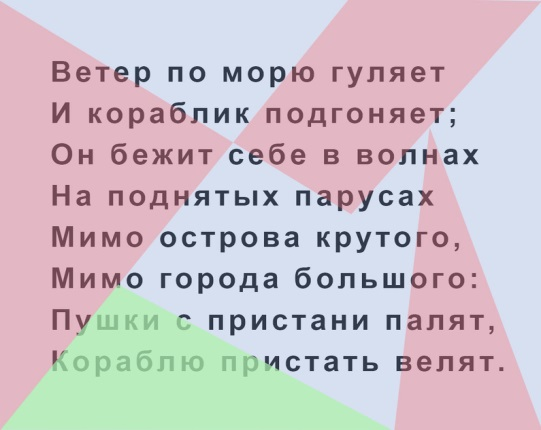 Ветер по морю гуляет
И кораблик подгоняет;
Он бежит себе в волнах
На поднятых парусах
Мимо острова крутого,
Мимо города большого:
Пушки с пристани палят,
Кораблю пристать велят.